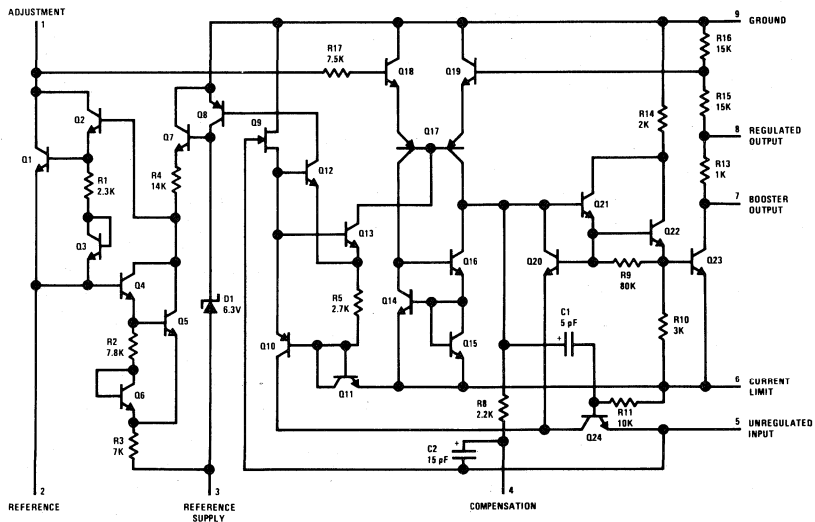 ADJUSTMENT
1
9
GROUND
R17
7.5K
Q18
Q19
R16
15K
Q2
Q7
Q8
Q9
Q17
R14
2K
R15
15K
8
REGULATED
OUTPUT
Q1
R1
2.3K
R4
14K
Q12
Q21
R13
1K
7
BOOSTER
OUTPUT
Q3
Q13
Q22
Q4
Q5
D1
6.3V
R5
2.7K
Q14
Q16
Q20
R9
80K
Q23
R2
7.8K
Q10
Q15
C1
5 pF
+
R10
3K
Q6
Q11
R8
2.2K
6
CURRENT
LIMIT
R3
7K
C2
15 pF
+
R11
10K
Q24
5
UNREGULATED
INPUT
2
REFERENCE
3
REFERENCE
SUPPLY
4
COMPENSATION